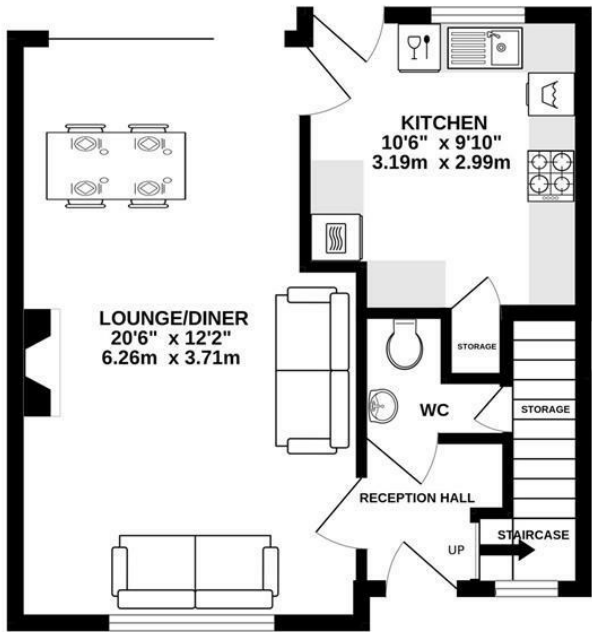 KITCHEN
10'6" x 9'10"
3.19m x 2.99m
LOUNGE/DINER
20'6" x 12'2"
6.26m x 3.71m
STORAGE
WC
STORAGE
RECEPTION HALL
STAIRCASE
UP